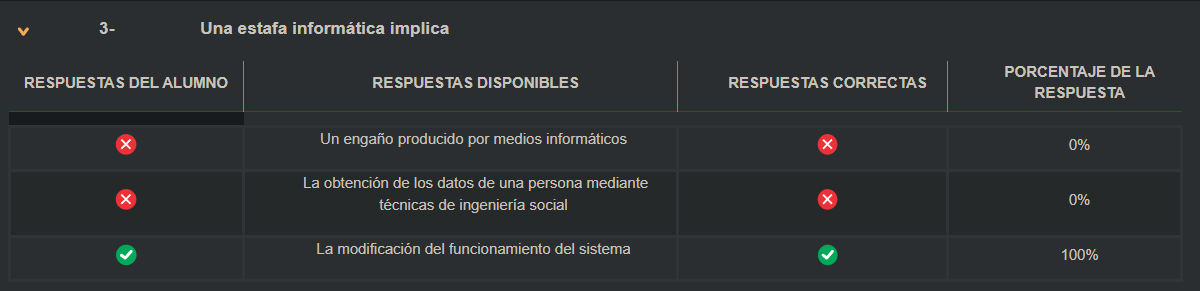 3- Una estafa informática implica
RESPUESTAS DEL ALUMNO RESPUESTAS DISPONIBLES RESPUESTAS CORRECTAS PORCENTAJE DE LA
RESPUESTA
Un engaño producido por medios informáticos 0%
La obtención de los datos de una persona mediante
técnicas de ingeniería social 0%
La modificación del funcionamiento del sistema 100%